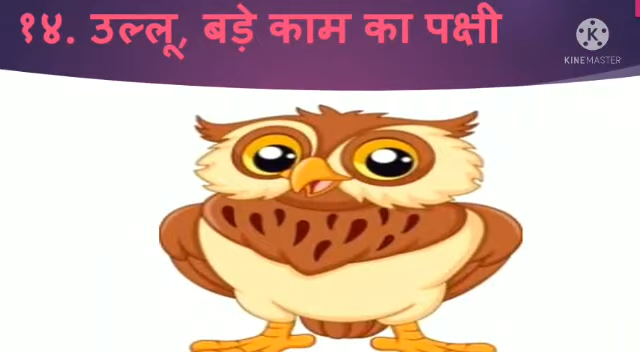 १४. उल्लू, बड़े काम का पक्षी
K
KINEMASTER